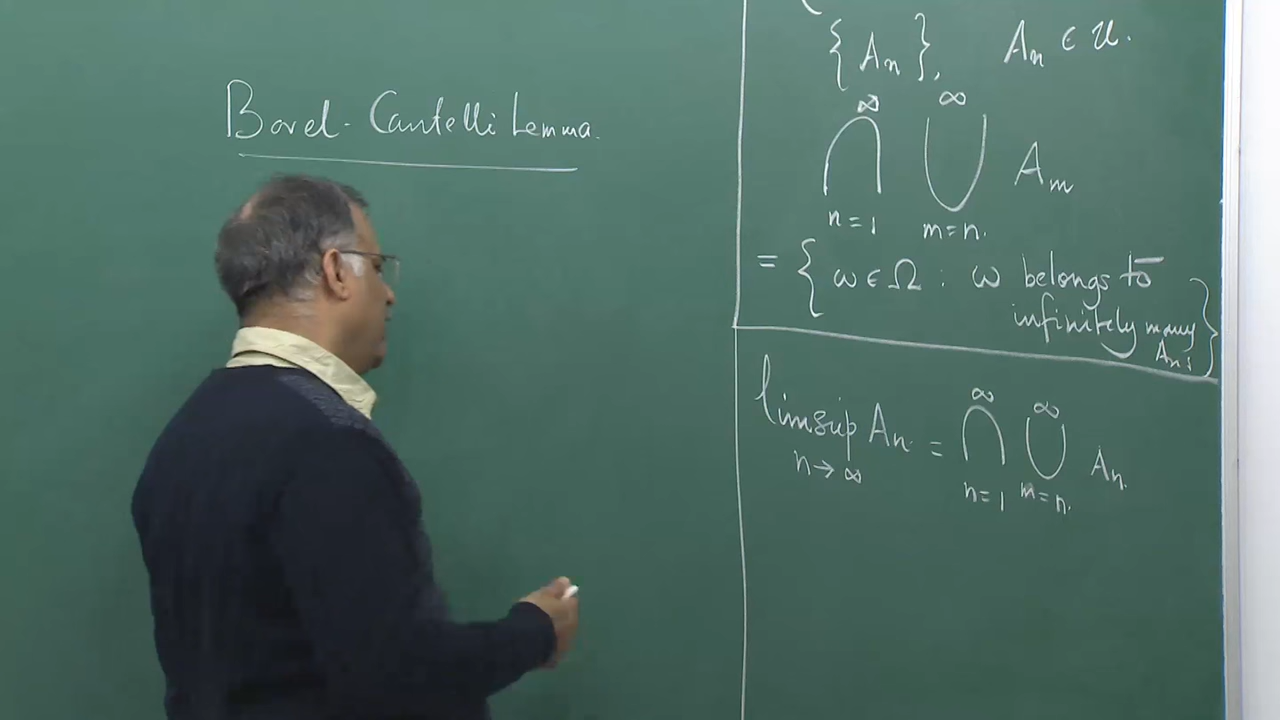 Borel-Cantelli Lemma.
{An}, An ∈ U.
∞ ∞
⋂ ⋃ Am
n=1 m=n.
= { ω ∈ Ω : ω belongs to
infinitely many
An's }
∞ ∞
limsup An = ⋂ ⋃ An.
n→∞ n=1 m=n.